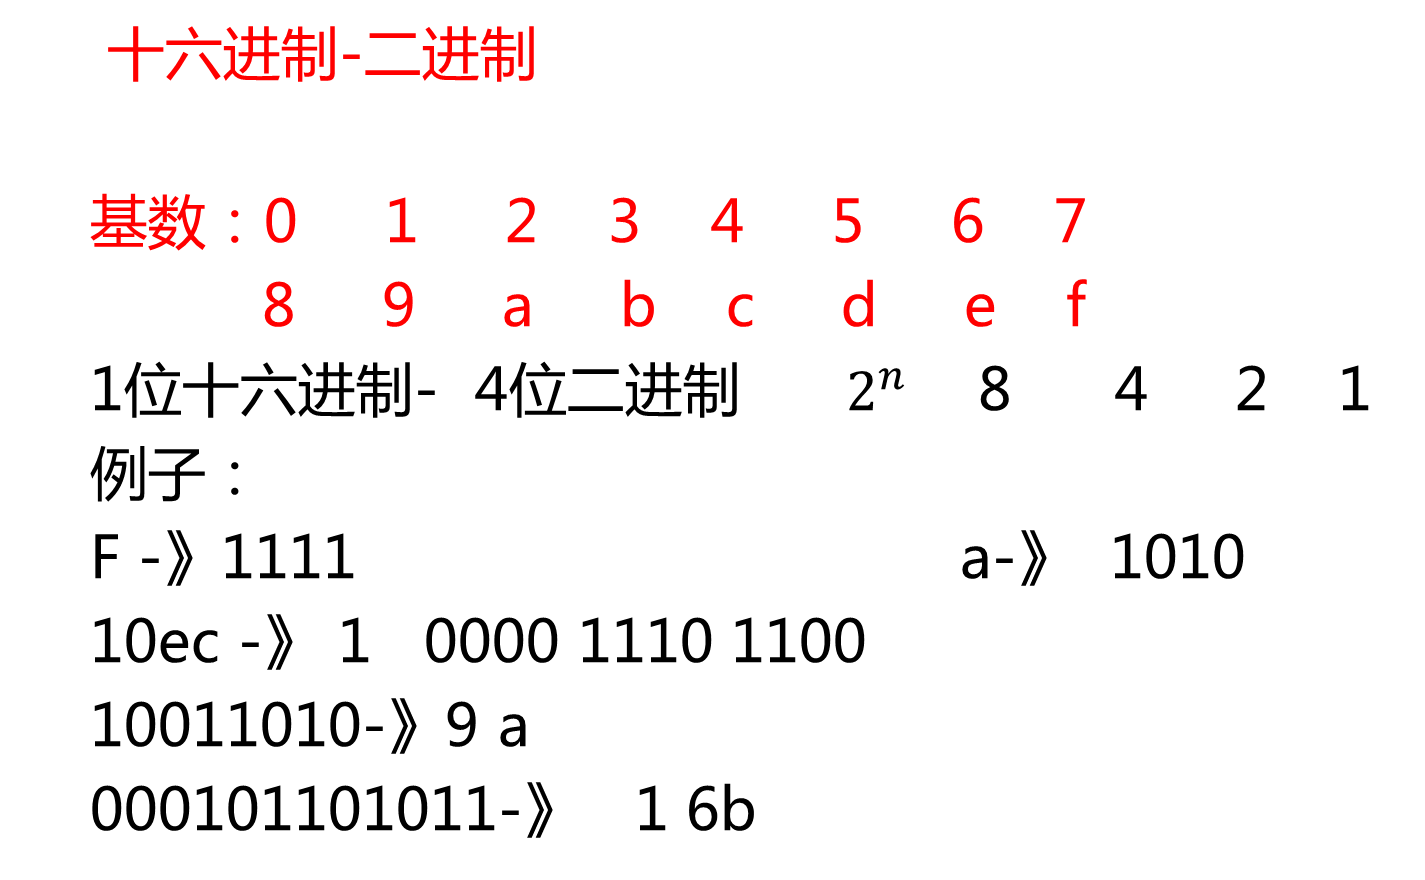 十六进制-二进制
基数：0 1 2 3 4 5 6 7
8 9 a b c d e f
1位十六进制- 4位二进制 2ⁿ 8 4 2 1
例子：
F -》1111 a-》 1010
10ec -》 1 0000 1110 1100
10011010-》9 a
000101101011-》 1 6b